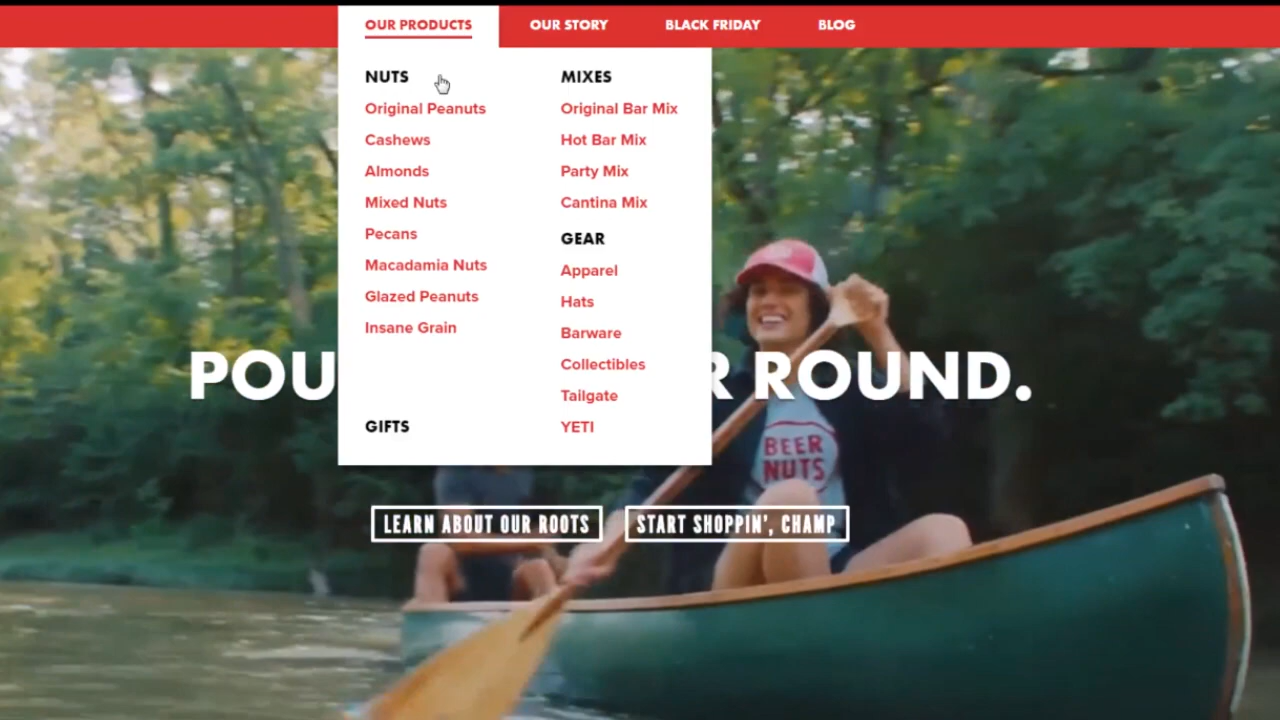 OUR PRODUCTS
OUR STORY
BLACK FRIDAY
BLOG
NUTS
Original Peanuts
Cashews
Almonds
Mixed Nuts
Pecans
Macadamia Nuts
Glazed Peanuts
Insane Grain
GIFTS
MIXES
Original Bar Mix
Hot Bar Mix
Party Mix
Cantina Mix
GEAR
Apparel
Hats
Barware
Collectibles
Tailgate
YETI
ROUND.
BEER
NUTS
LEARN ABOUT OUR ROOTS
START SHOPPIN', CHAMP